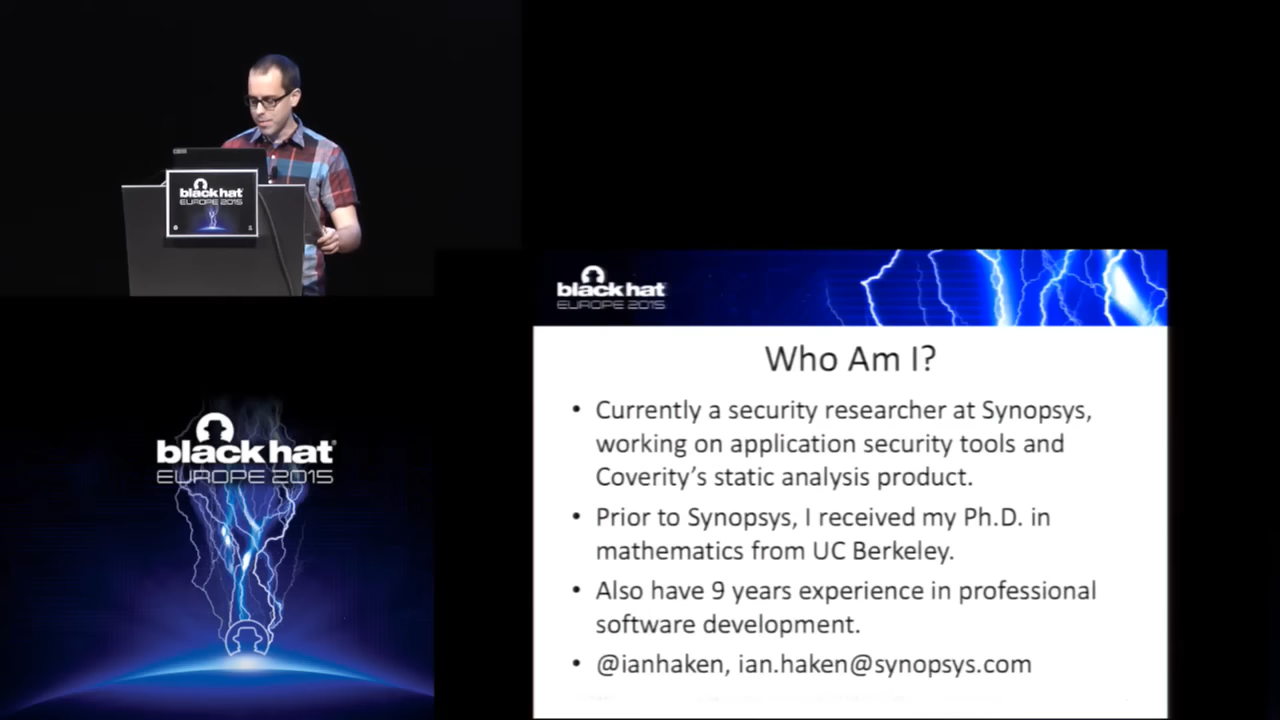 black hat
EUROPE 2015
black hat
EUROPE 2015
Who Am I?
• Currently a security researcher at Synopsys,
working on application security tools and
Coverity's static analysis product.
• Prior to Synopsys, I received my Ph.D. in
mathematics from UC Berkeley.
• Also have 9 years experience in professional
software development.
• @ianhaken, ian.haken@synopsys.com
black hat
EUROPE 2015